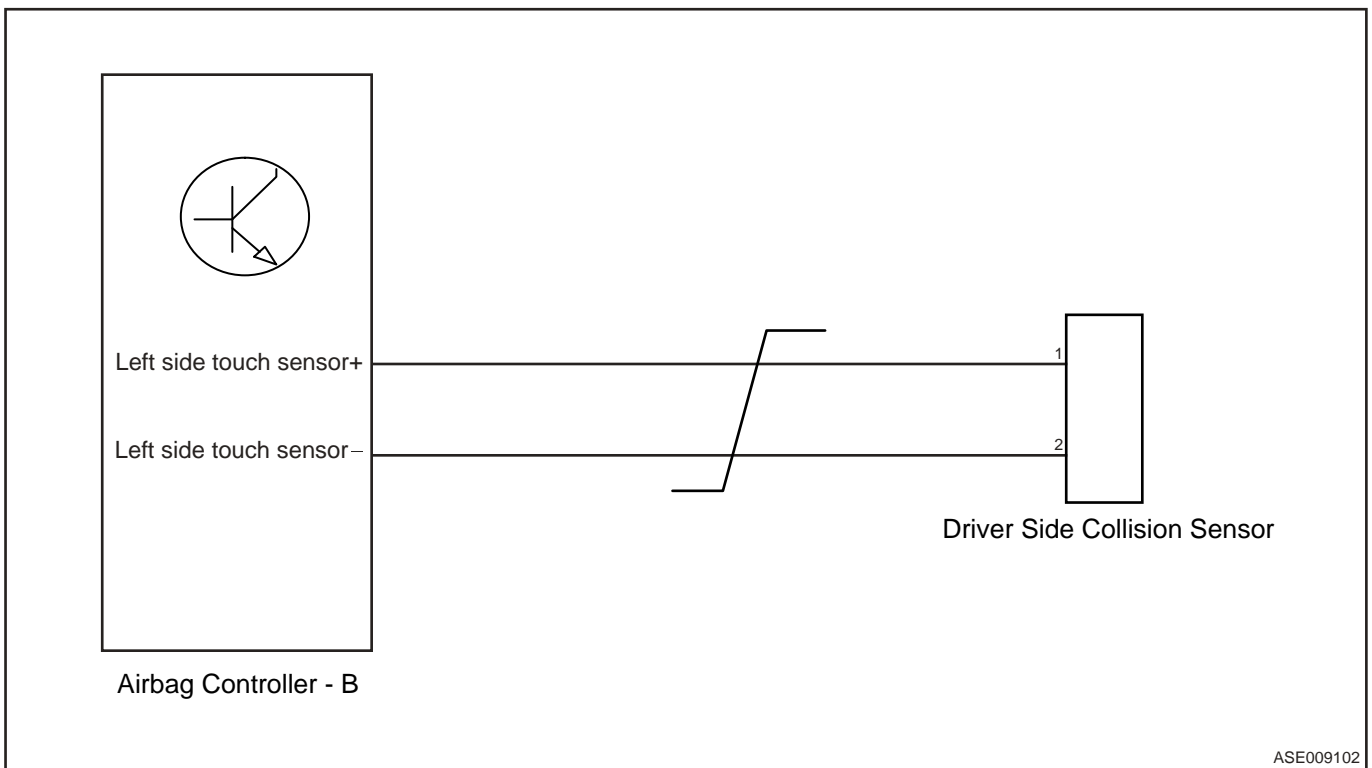 Left side touch sensor+
1
Left side touch sensor−
2
Driver Side Collision Sensor
Airbag Controller - B
ASE009102